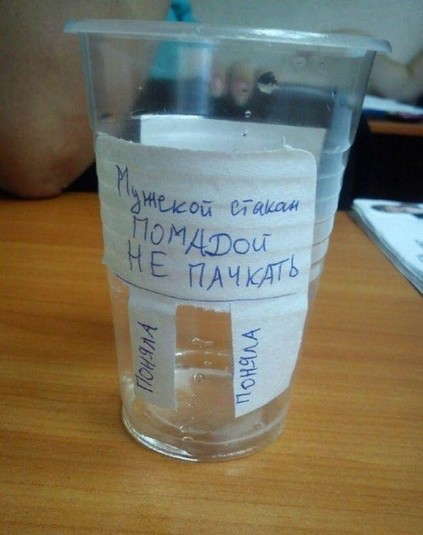 Мужской стакан
ПОМАДОЙ
НЕ ПАЧКАТЬ
ПОНЯЛА
ПОНЯЛА